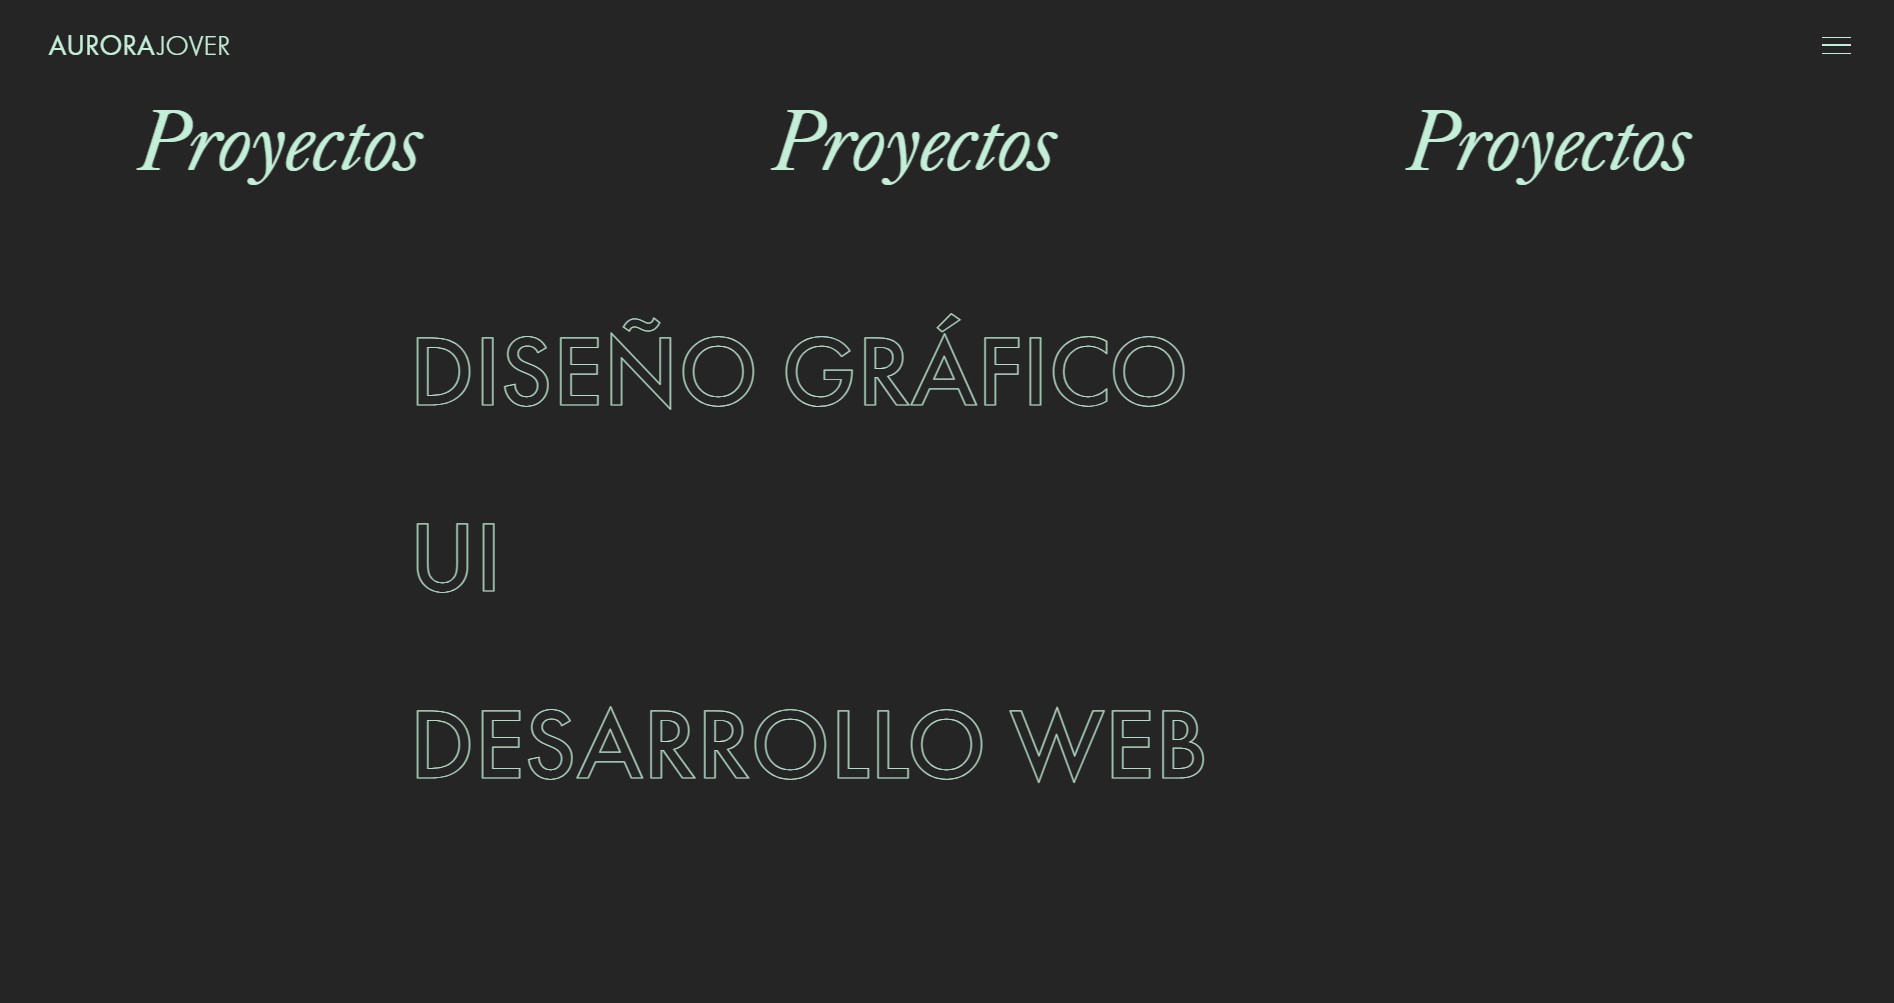 AURORAJOVER
Proyectos Proyectos Proyectos
DISEÑO GRÁFICO
UI
DESARROLLO WEB